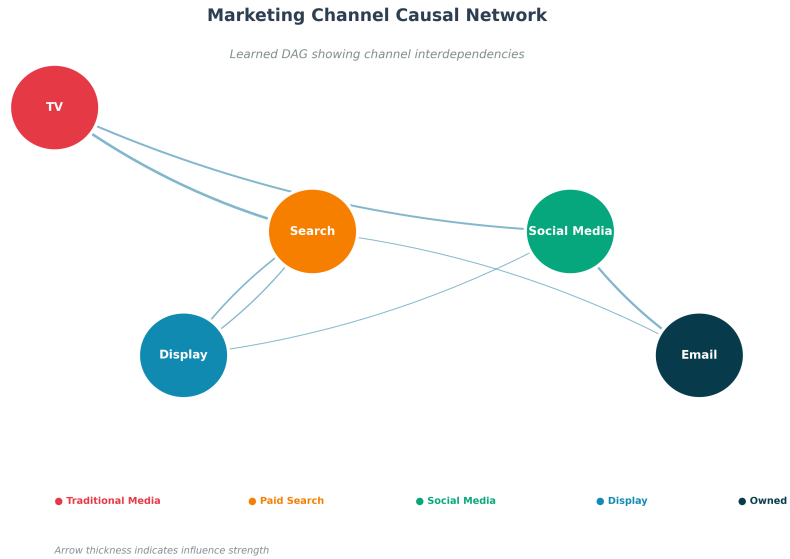 Marketing Channel Causal Network
Learned DAG showing channel interdependencies
TV
Search
Social Media
Display
Email
● Traditional Media
● Paid Search
● Social Media
● Display
● Owned
Arrow thickness indicates influence strength